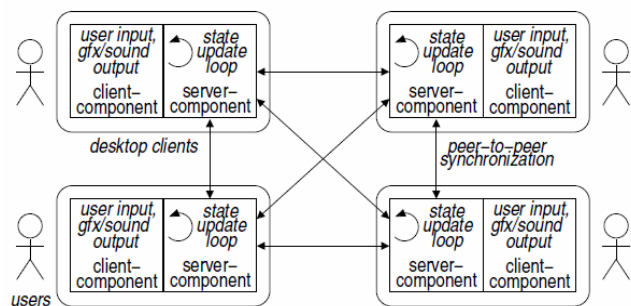 user input,
gfx/sound
output
client–
component
state
update
loop
server–
component
state
update
loop
server–
component
user input,
gfx/sound
output
client–
component
desktop clients
peer–to–peer
synchronization
user input,
gfx/sound
output
client–
component
state
update
loop
server–
component
state
update
loop
server–
component
user input,
gfx/sound
output
client–
component
users